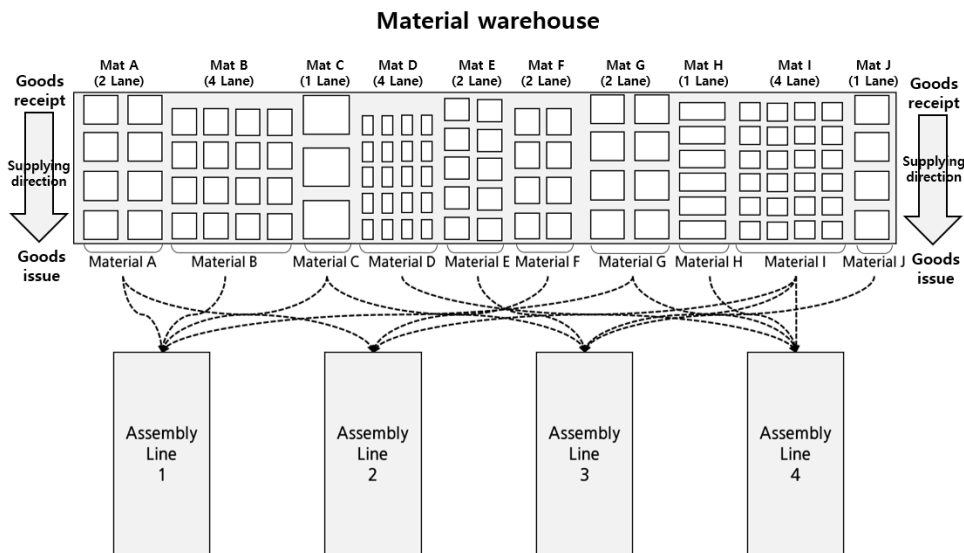 Material warehouse
Mat A
(2 Lane)
Mat B
(4 Lane)
Mat C
(1 Lane)
Mat D
(4 Lane)
Mat E
(2 Lane)
Mat F
(2 Lane)
Mat G
(2 Lane)
Mat H
(1 Lane)
Mat I
(4 Lane)
Mat J
(1 Lane)
Goods
receipt
Supplying
direction
Goods
issue
Goods
receipt
Supplying
direction
Goods
issue
Material A
Material B
Material C
Material D
Material E
Material F
Material G
Material H
Material I
Material J
Assembly
Line
1
Assembly
Line
2
Assembly
Line
3
Assembly
Line
4